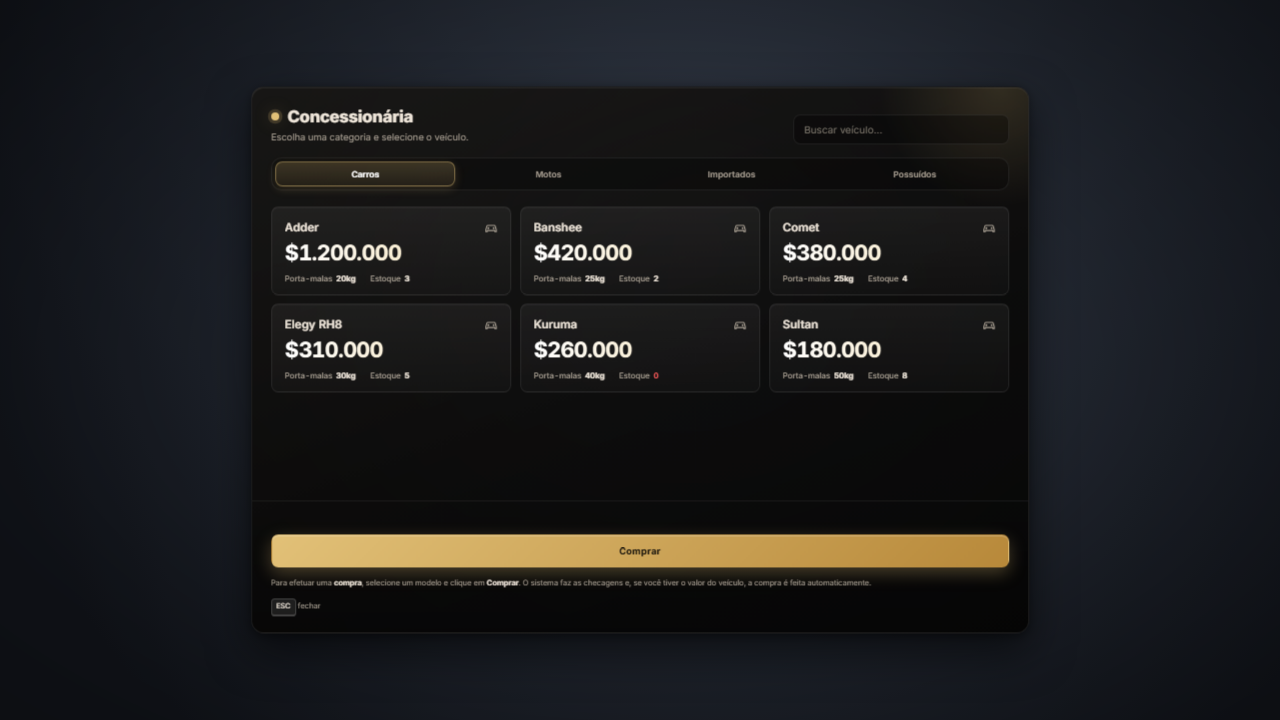 Concessionária
Escolha uma categoria e selecione o veículo.
Buscar veículo...
Carros Motos Importados Possuídos
Adder
$1.200.000
Porta-malas 20kg Estoque 3
Banshee
$420.000
Porta-malas 25kg Estoque 2
Comet
$380.000
Porta-malas 25kg Estoque 4
Elegy RH8
$310.000
Porta-malas 30kg Estoque 5
Kuruma
$260.000
Porta-malas 40kg Estoque 0
Sultan
$180.000
Porta-malas 50kg Estoque 8
Comprar
Para efetuar uma compra, selecione um modelo e clique em Comprar. O sistema faz as checagens e, se você tiver o valor do veículo, a compra é feita automaticamente.
ESC fechar